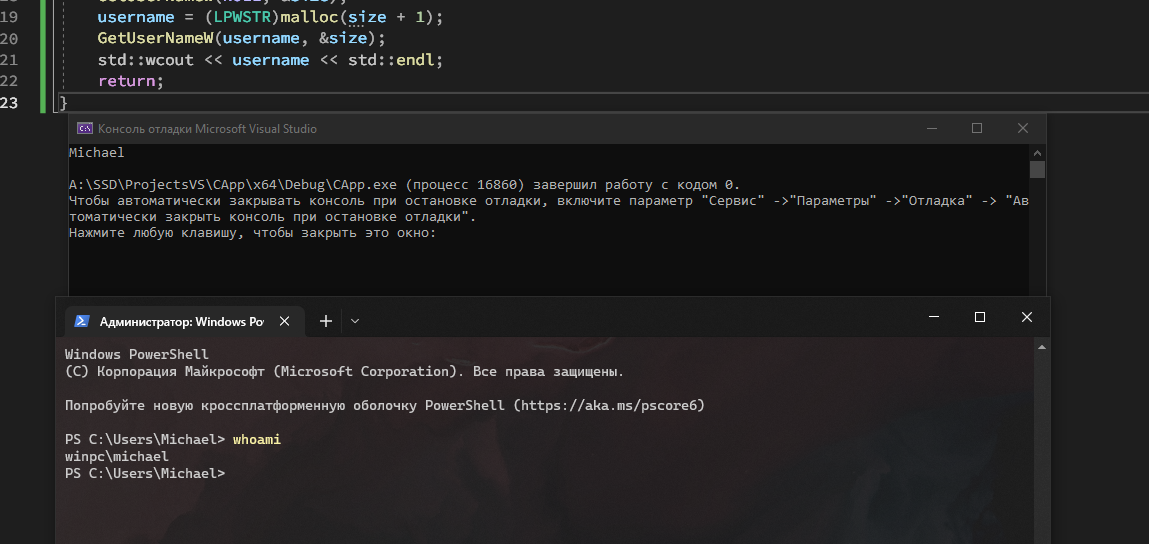 19 username = (LPWSTR)malloc(size + 1);
20 GetUserNameW(username, &size);
21 std::wcout << username << std::endl;
22 return;
23 }
Консоль отладки Microsoft Visual Studio
Michael
A:\SSD\ProjectsVS\CApp\x64\Debug\CApp.exe (процесс 16860) завершил работу с кодом 0.
Чтобы автоматически закрывать консоль при остановке отладки, включите параметр "Сервис" ->"Параметры" ->"Отладка" -> "Ав
томатически закрыть консоль при остановке отладки".
Нажмите любую клавишу, чтобы закрыть это окно:
Администратор: Windows Po
Windows PowerShell
(C) Корпорация Майкрософт (Microsoft Corporation). Все права защищены.
Попробуйте новую кроссплатформенную оболочку PowerShell (https://aka.ms/pscore6)
PS C:\Users\Michael> whoami
winpc\michael
PS C:\Users\Michael>